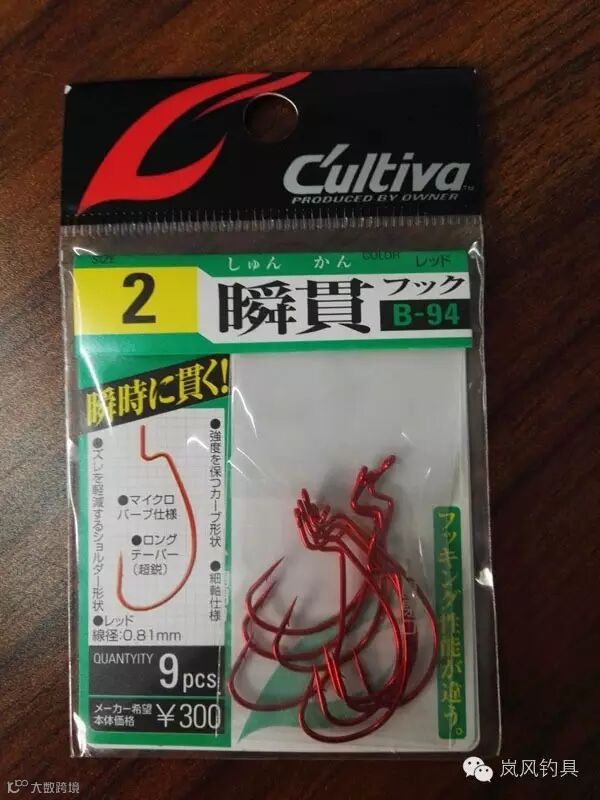 C'ultiva
PRODUCED BY OWNER
SIZE
2
しゅん かん
COLOR
レッド
瞬貫フック
B-94
瞬時に貫く!
●強度を保つカーブ形状
●ズレを軽減するショルダー形状
●マイクロ
バーブ仕様
●ロング
テーパー
(超鋭)
●細軸仕様
●レッド
線径:0.81mm
QUANTYITY
9pcs.
メーカー希望
本体価格
¥300
フッキング性能が違う。
大数跨境
岚风钓具